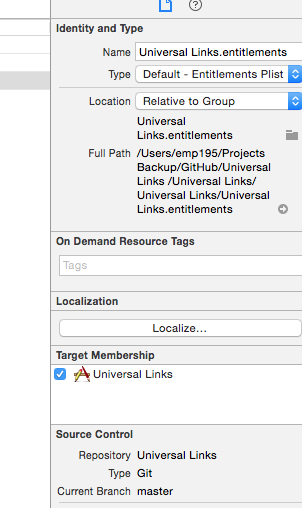 Identity and Type
Name Universal Links.entitlements
Type Default - Entitlements Plist
Location Relative to Group
Universal
Links.entitlements
Full Path /Users/emp195/Projects
Backup/GitHub/Universal
Links /Universal Links/
Universal Links/Universal
Links.entitlements
On Demand Resource Tags
Tags
Localization
Localize...
Target Membership
Universal Links
Source Control
Repository Universal Links
Type Git
Current Branch master